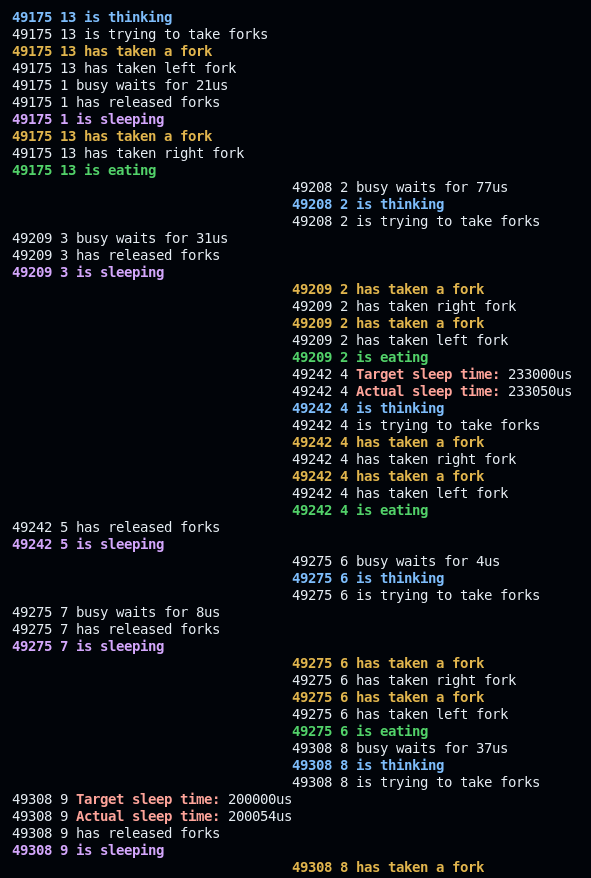 49175 13 is thinking
49175 13 is trying to take forks
49175 13 has taken a fork
49175 13 has taken left fork
49175 1 busy waits for 21us
49175 1 has released forks
49175 1 is sleeping
49175 13 has taken a fork
49175 13 has taken right fork
49175 13 is eating
49208 2 busy waits for 77us
49208 2 is thinking
49208 2 is trying to take forks
49209 3 busy waits for 31us
49209 3 has released forks
49209 3 is sleeping
49209 2 has taken a fork
49209 2 has taken right fork
49209 2 has taken a fork
49209 2 has taken left fork
49209 2 is eating
49242 4 Target sleep time: 233000us
49242 4 Actual sleep time: 233050us
49242 4 is thinking
49242 4 is trying to take forks
49242 4 has taken a fork
49242 4 has taken right fork
49242 4 has taken a fork
49242 4 has taken left fork
49242 4 is eating
49242 5 has released forks
49242 5 is sleeping
49275 6 busy waits for 4us
49275 6 is thinking
49275 6 is trying to take forks
49275 7 busy waits for 8us
49275 7 has released forks
49275 7 is sleeping
49275 6 has taken a fork
49275 6 has taken right fork
49275 6 has taken a fork
49275 6 has taken left fork
49275 6 is eating
49308 8 busy waits for 37us
49308 8 is thinking
49308 8 is trying to take forks
49308 9 Target sleep time: 200000us
49308 9 Actual sleep time: 200054us
49308 9 has released forks
49308 9 is sleeping
49308 8 has taken a fork